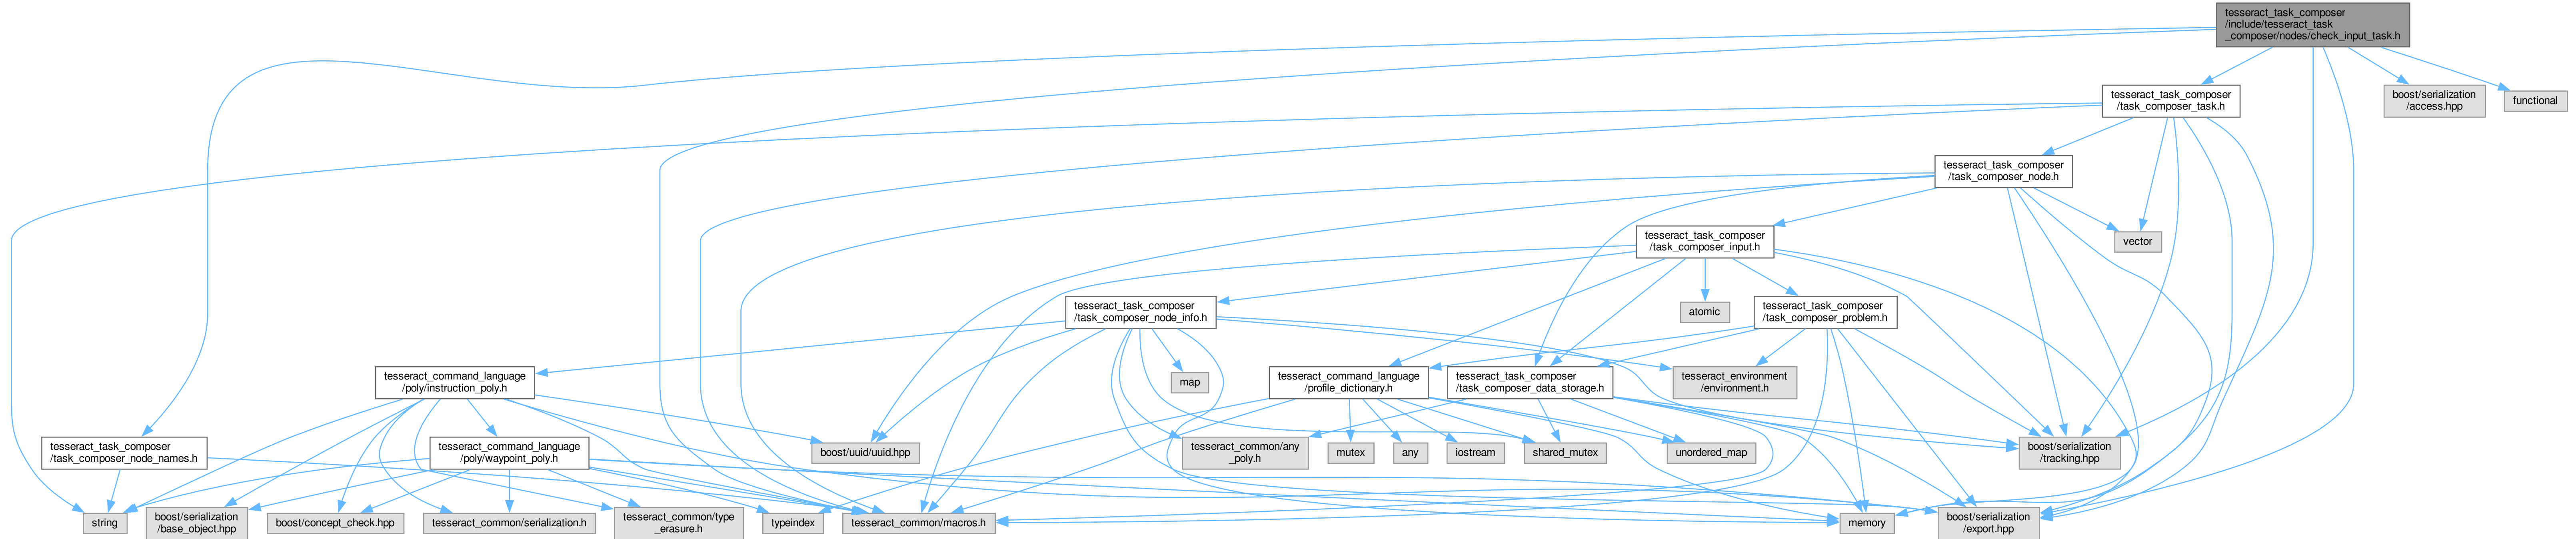 tesseract_task_composer
/include/tesseract_task
_composer/nodes/check_input_task.h
tesseract_task_composer
/task_composer_task.h
boost/serialization
/access.hpp
functional
tesseract_task_composer
/task_composer_node.h
vector
tesseract_task_composer
/task_composer_input.h
tesseract_task_composer
/task_composer_node_info.h
atomic
tesseract_task_composer
/task_composer_problem.h
tesseract_command_language
/poly/instruction_poly.h
map
tesseract_command_language
/profile_dictionary.h
tesseract_task_composer
/task_composer_data_storage.h
tesseract_environment
/environment.h
tesseract_task_composer
/task_composer_node_names.h
tesseract_command_language
/poly/waypoint_poly.h
boost/uuid/uuid.hpp
tesseract_common/any
_poly.h
mutex
any
iostream
shared_mutex
unordered_map
boost/serialization
/tracking.hpp
string
boost/serialization
/base_object.hpp
boost/concept_check.hpp
tesseract_common/serialization.h
tesseract_common/type
_erasure.h
typeindex
tesseract_common/macros.h
memory
boost/serialization
/export.hpp